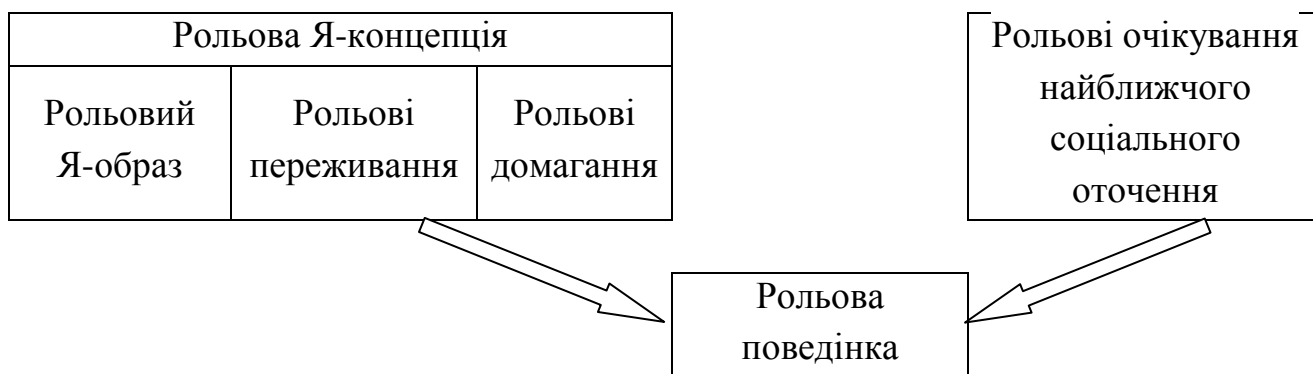 Рольова Я-концепція
Рольовий
Я-образ
Рольові
переживання
Рольові
домагання
Рольові очікування
найближчого
соціального
оточення
Рольова
поведінка